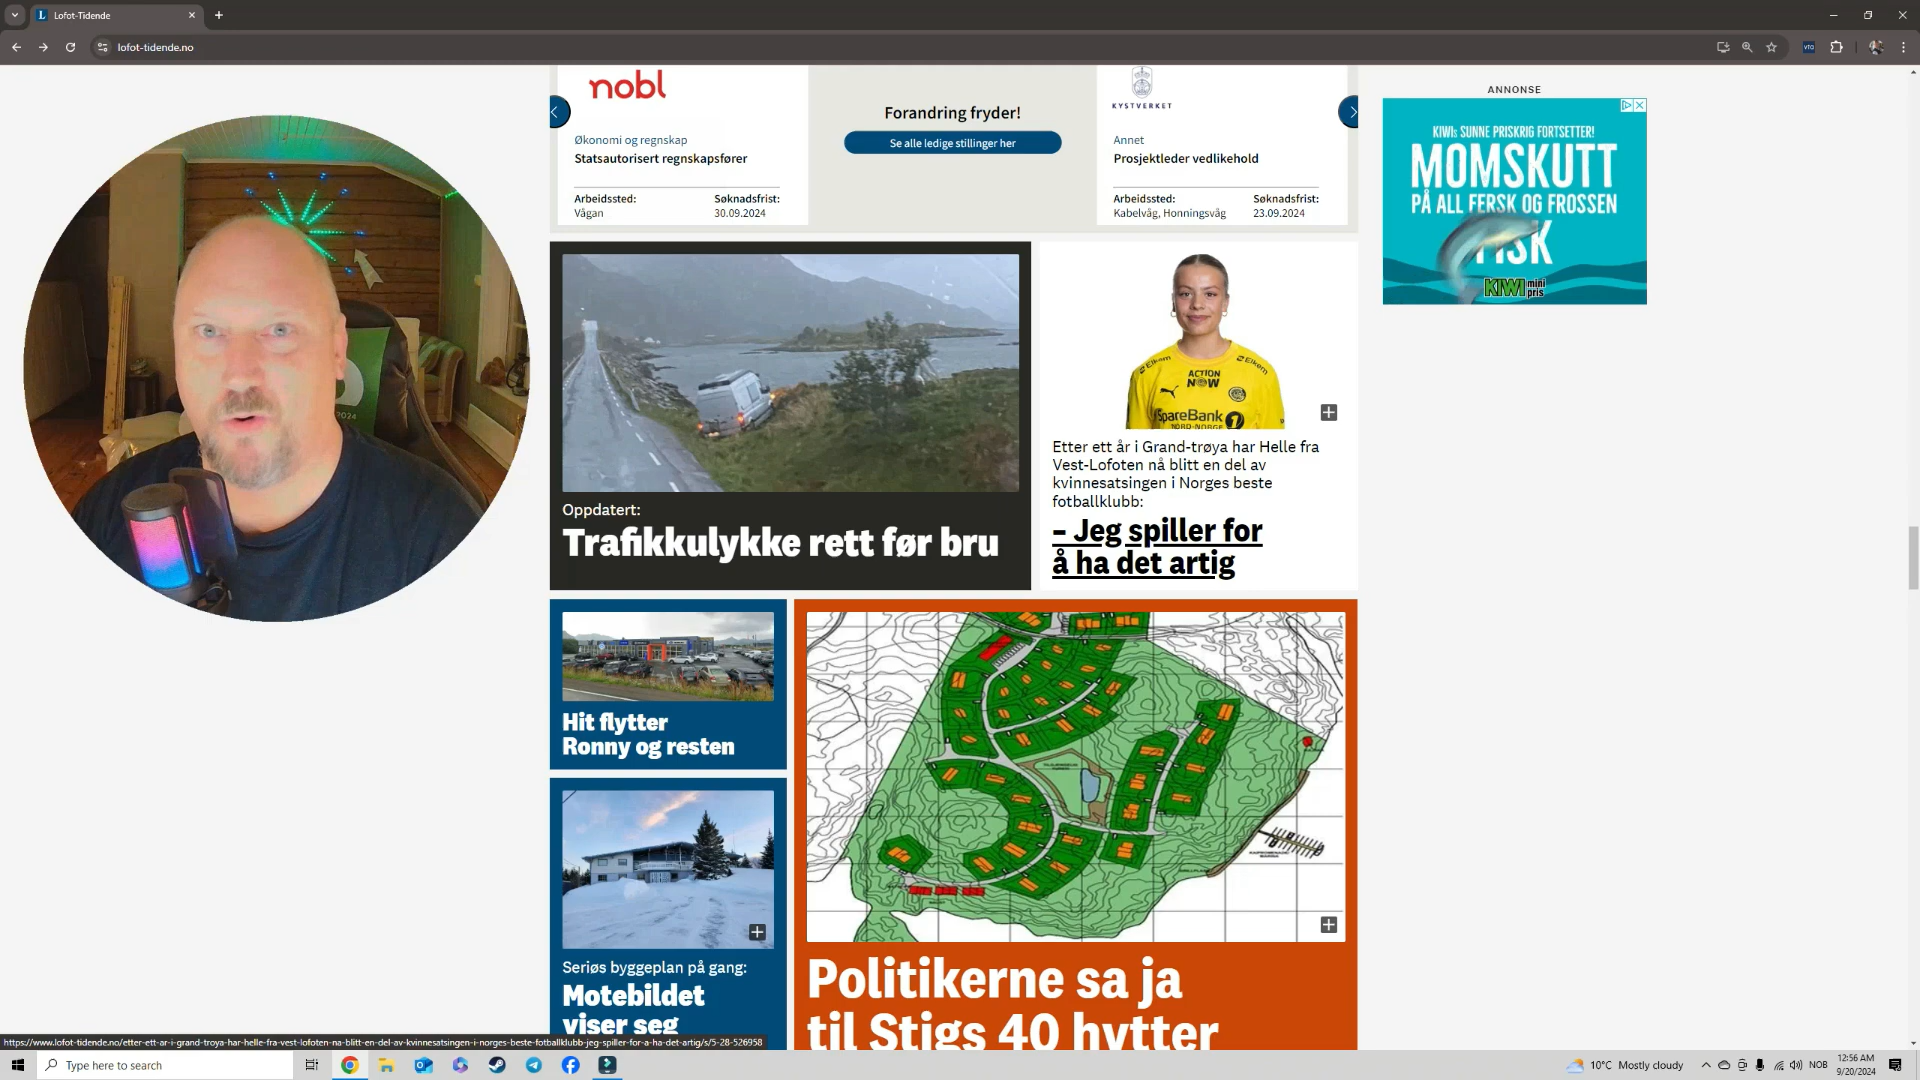 Lofot-Tidende
lofot-tidende.no
nobl
Økonomi og regnskap
Statsautorisert regnskapsfører
Arbeidssted:
Søknadsfrist:
Vågan
30.09.2024
Forandring fryder!
Se alle ledige stillinger her
KYSTVERKET
Annet
Prosjektleder vedlikehold
Arbeidssted:
Søknadsfrist:
Kabelvåg, Honningsvåg
23.09.2024
ANNONSE
KIWIs SUNNE PRISKRIG FORTSETTER!
MOMSKUTT
PÅ ALL FERSK OG FROSSEN
FISK
KIWI mini pris
2024
Oppdatert:
Trafikkulykke rett før bru
Elkem
Elkem
ACTION
NOW
SpareBank 1
NORD-NORGE
Etter ett år i Grand-trøya har Helle fra
Vest-Lofoten nå blitt en del av
kvinnesatsingen i Norges beste
fotballklubb:
– Jeg spiller for
å ha det artig
Hit flytter
Ronny og resten
Seriøs byggeplan på gang:
Motebildet
viser seg
Politikerne sa ja
til Stigs 40 hytter
https://www.lofot-tidende.no/etter-ett-ar-i-grand-troya-har-helle-fra-vest-lofoten-na-blitt-en-del-av-kvinnesatsingen-i-norges-beste-fotballklubb-jeg-spiller-for-a-ha-det-artig/s/5-28-526958
Type here to search
10°C Mostly cloudy
NOB
12:56 AM
9/20/2024